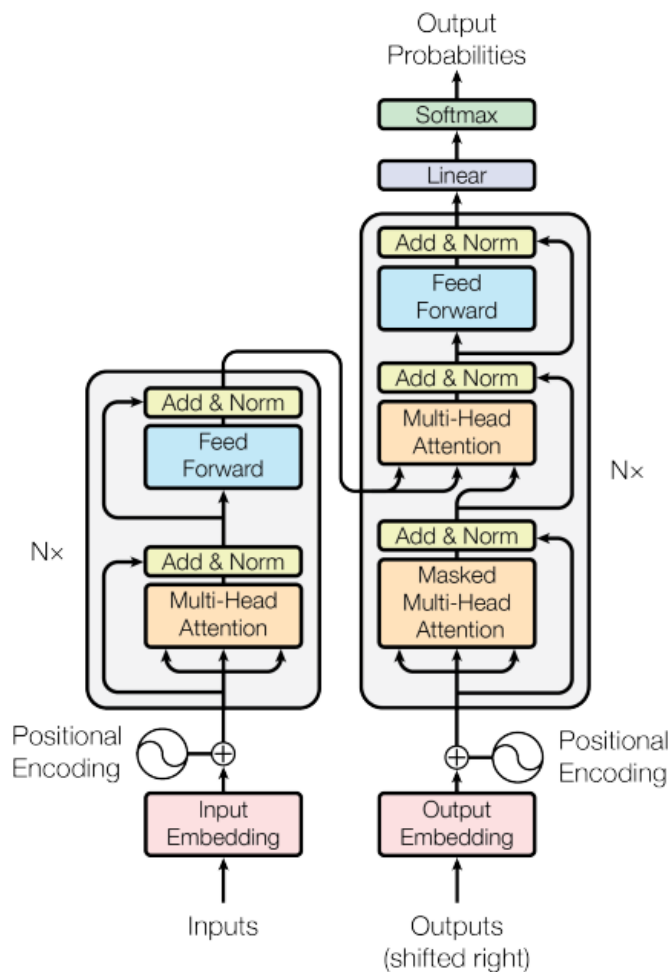 Output
Probabilities
Softmax
Linear
Add & Norm
Feed
Forward
Add & Norm
Multi-Head
Attention
Nx
Add & Norm
Masked
Multi-Head
Attention
Add & Norm
Feed
Forward
Nx
Add & Norm
Multi-Head
Attention
Positional
Encoding
Positional
Encoding
Input
Embedding
Output
Embedding
Inputs
Outputs
(shifted right)